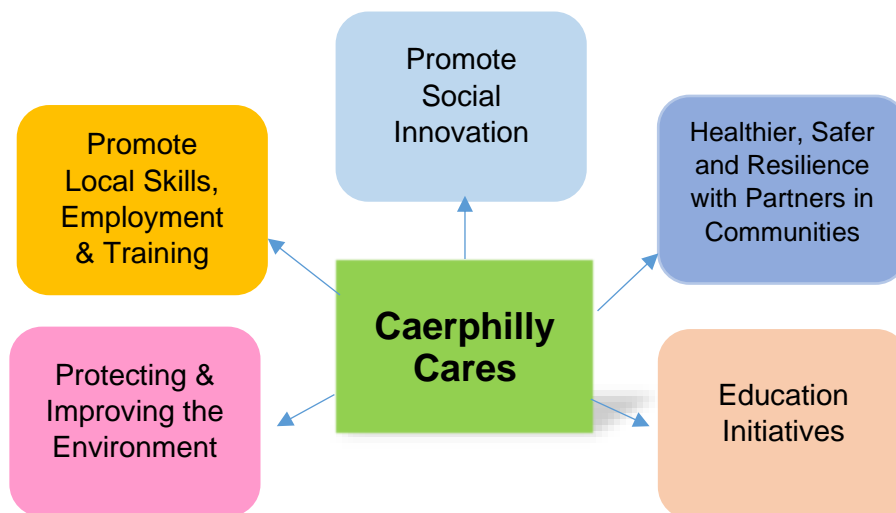 Promote
Social
Innovation
Promote
Local Skills,
Employment
& Training
Healthier, Safer
and Resilience
with Partners in
Communities
Caerphilly
Cares
Protecting &
Improving the
Environment
Education
Initiatives